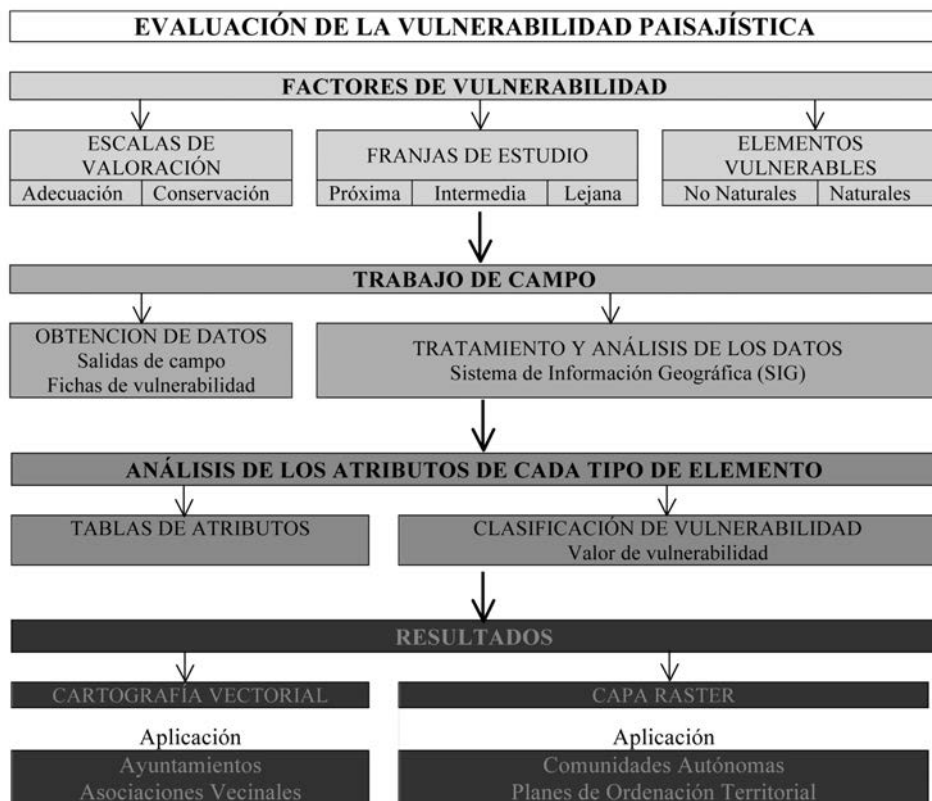 EVALUACIÓN DE LA VULNERABILIDAD PAISAJÍSTICA
FACTORES DE VULNERABILIDAD
ESCALAS DE
VALORACIÓN
Adecuación
Conservación
FRANJAS DE ESTUDIO
Próxima
Intermedia
Lejana
ELEMENTOS
VULNERABLES
No Naturales
Naturales
TRABAJO DE CAMPO
OBTENCION DE DATOS
Salidas de campo
Fichas de vulnerabilidad
TRATAMIENTO Y ANÁLISIS DE LOS DATOS
Sistema de Información Geográfica (SIG)
ANÁLISIS DE LOS ATRIBUTOS DE CADA TIPO DE ELEMENTO
TABLAS DE ATRIBUTOS
CLASIFICACIÓN DE VULNERABILIDAD
Valor de vulnerabilidad
RESULTADOS
CARTOGRAFÍA VECTORIAL
Aplicación
Ayuntamientos
Asociaciones Vecinales
CAPA RASTER
Aplicación
Comunidades Autónomas
Planes de Ordenación Territorial